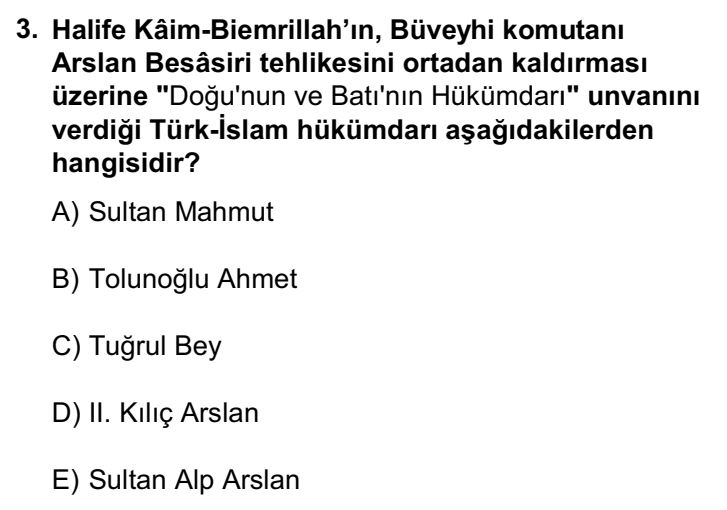 3. Halife Kâim-Biemrillah’ın, Büveyhi komutanı
Arslan Besâsiri tehlikesini ortadan kaldırması
üzerine "Doğu'nun ve Batı'nın Hükümdarı" unvanını
verdiği Türk-İslam hükümdarı aşağıdakilerden
hangisidir?
A) Sultan Mahmut
B) Tolunoğlu Ahmet
C) Tuğrul Bey
D) II. Kılıç Arslan
E) Sultan Alp Arslan